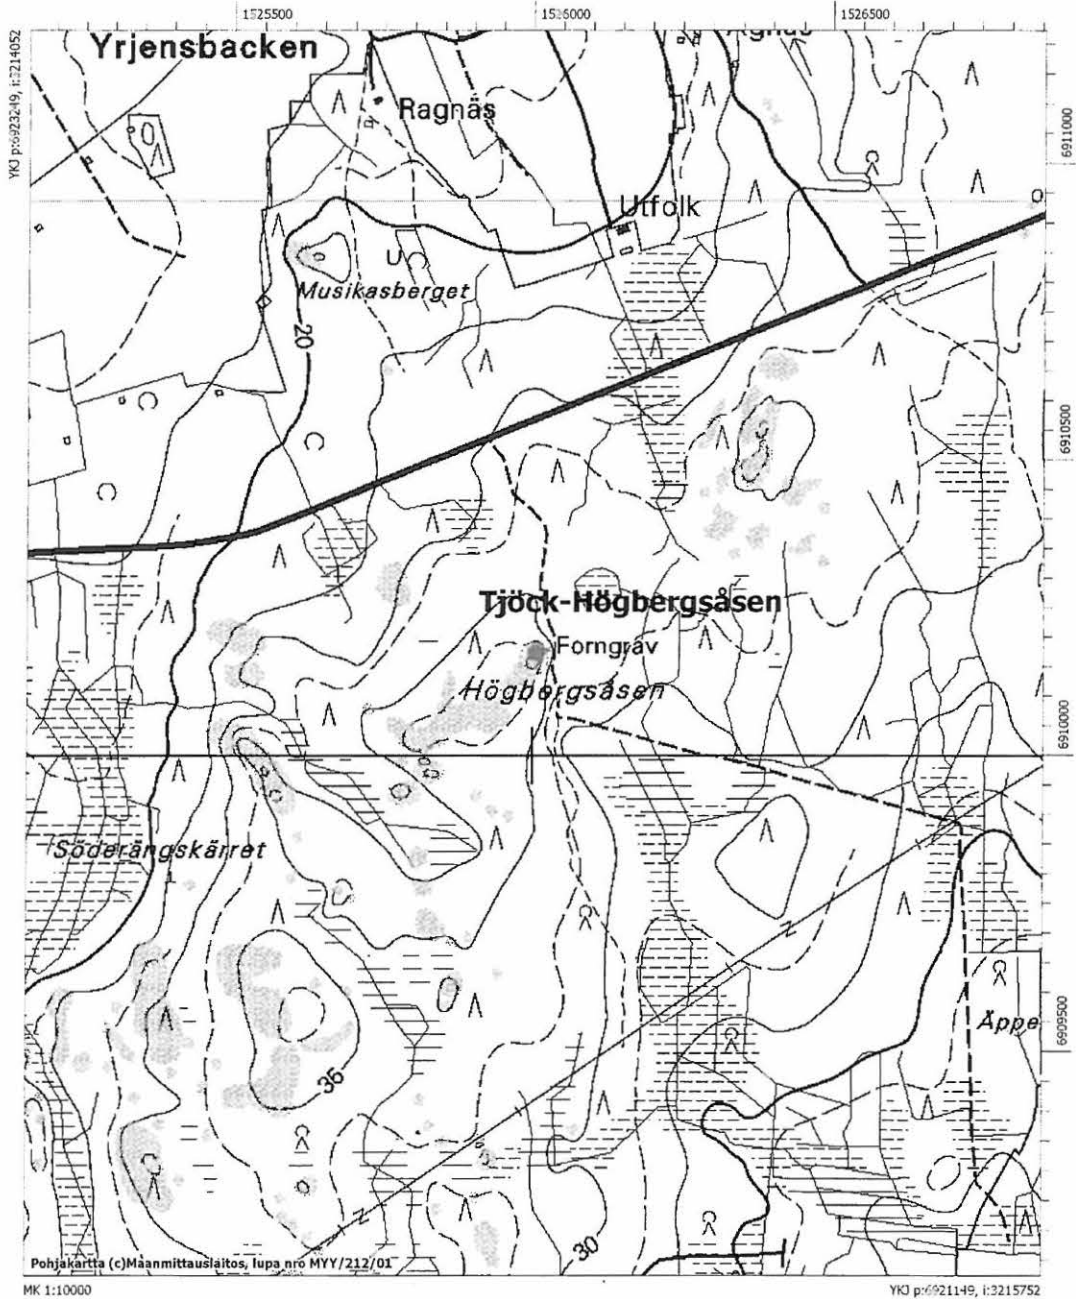 1525500
1526000
1526500
YKJ p:6923249, i:3214052
Yrjensbacken
Ragnäs
6911000
Utfolk
Musikasberget
20
6910500
Tjöck-Högbergsåsen
Forngrav
Högbergsåsen
6910000
Söderängskärret
Äppe
6909500
35
30
Pohjakartta (c)Maanmittauslaitos, lupa nro MYY/212/01
MK 1:10000
YKJ p:6921149, i:3215752